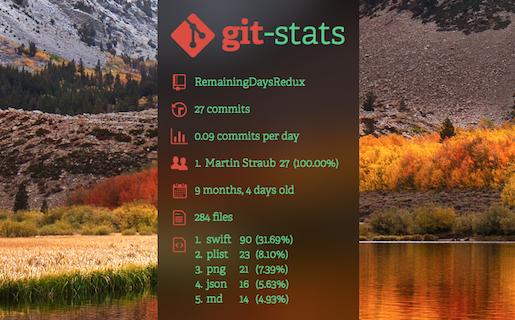 git-stats
RemainingDaysRedux
27 commits
0.09 commits per day
1. Martin Straub 27 (100.00%)
9 months, 4 days old
284 files
1. swift 90 (31.69%)
2. plist 23 (8.10%)
3. png 21 (7.39%)
4. json 16 (5.63%)
5. md 14 (4.93%)